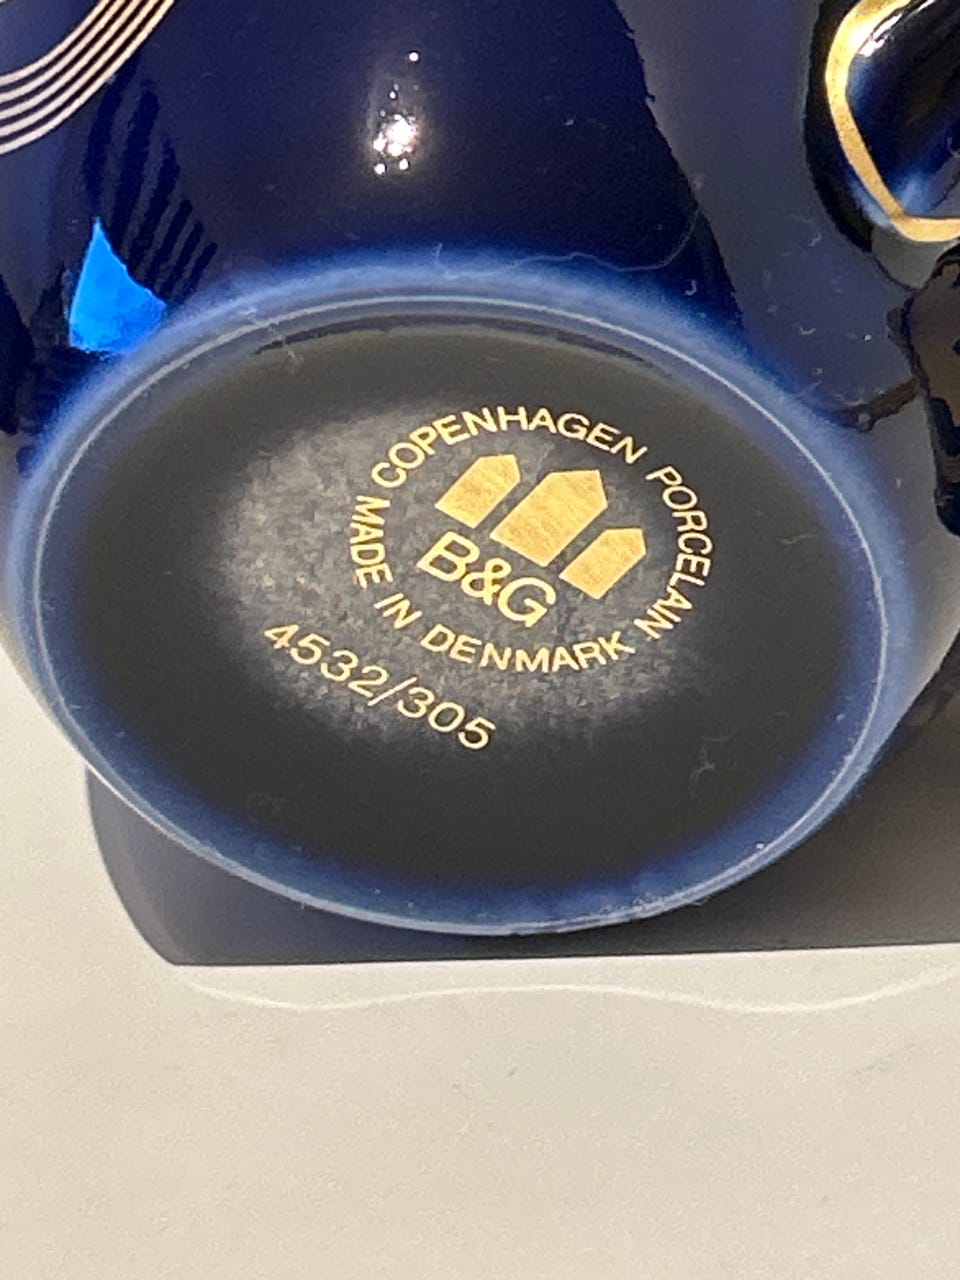 COPENHAGEN PORCELAIN
B&G
MADE IN DENMARK
4532/305